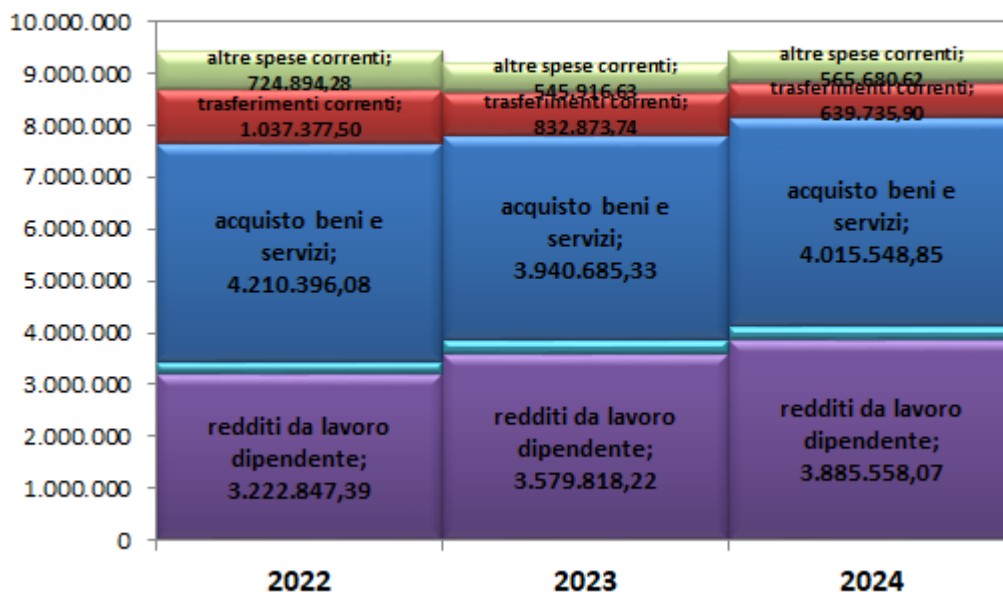 10.000.000
9.000.000
8.000.000
7.000.000
6.000.000
5.000.000
4.000.000
3.000.000
2.000.000
1.000.000
0
altre spese correnti;
724.894,28
trasferimenti correnti;
1.037.377,50
acquisto beni e
servizi;
4.210.396,08
redditi da lavoro
dipendente;
3.222.847,39
altre spese correnti;
545.916,63
trasferimenti correnti;
832.873,74
acquisto beni e
servizi;
3.940.685,33
redditi da lavoro
dipendente;
3.579.818,22
altre spese correnti;
565.680,62
trasferimenti correnti;
639.735,90
acquisto beni e
servizi;
4.015.548,85
redditi da lavoro
dipendente;
3.885.558,07
2022
2023
2024